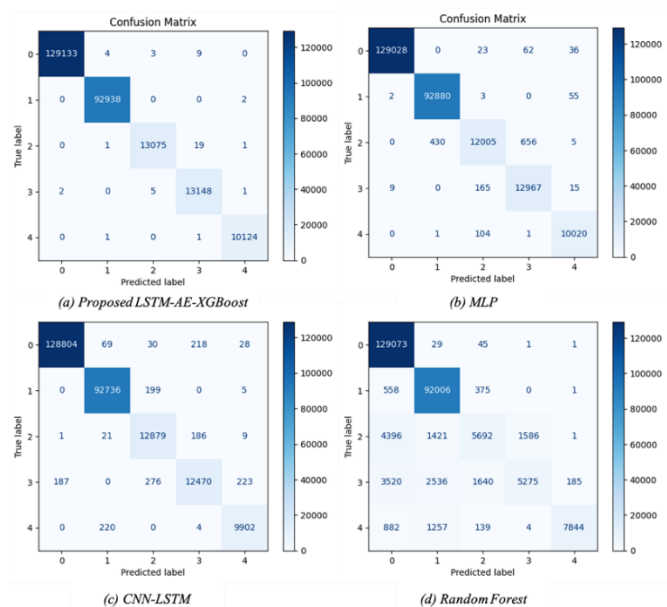 Confusion Matrix
True label
0 129133 4 3 9 0
1 0 92938 0 0 2
2 0 1 13075 19 1
3 2 0 5 13148 1
4 0 1 0 1 10124
0 1 2 3 4
Predicted label
120000
100000
80000
60000
40000
20000
0
(a) Proposed LSTM-AE-XGBoost
Confusion Matrix
True label
0 129028 0 23 62 36
1 2 92880 3 0 55
2 0 430 12005 656 5
3 9 0 165 12967 15
4 0 1 104 1 10020
0 1 2 3 4
Predicted label
120000
100000
80000
60000
40000
20000
0
(b) MLP
True label
0 128804 69 30 218 28
1 0 92736 199 0 5
2 1 21 12879 186 9
3 187 0 276 12470 223
4 0 220 0 4 9902
0 1 2 3 4
Predicted label
120000
100000
80000
60000
40000
20000
0
(c) CNN-LSTM
True label
0 129073 29 45 1 1
1 558 92006 375 0 1
2 4396 1421 5692 1586 1
3 3520 2536 1640 5275 185
4 882 1257 139 4 7844
0 1 2 3 4
Predicted label
120000
100000
80000
60000
40000
20000
0
(d) Random Forest